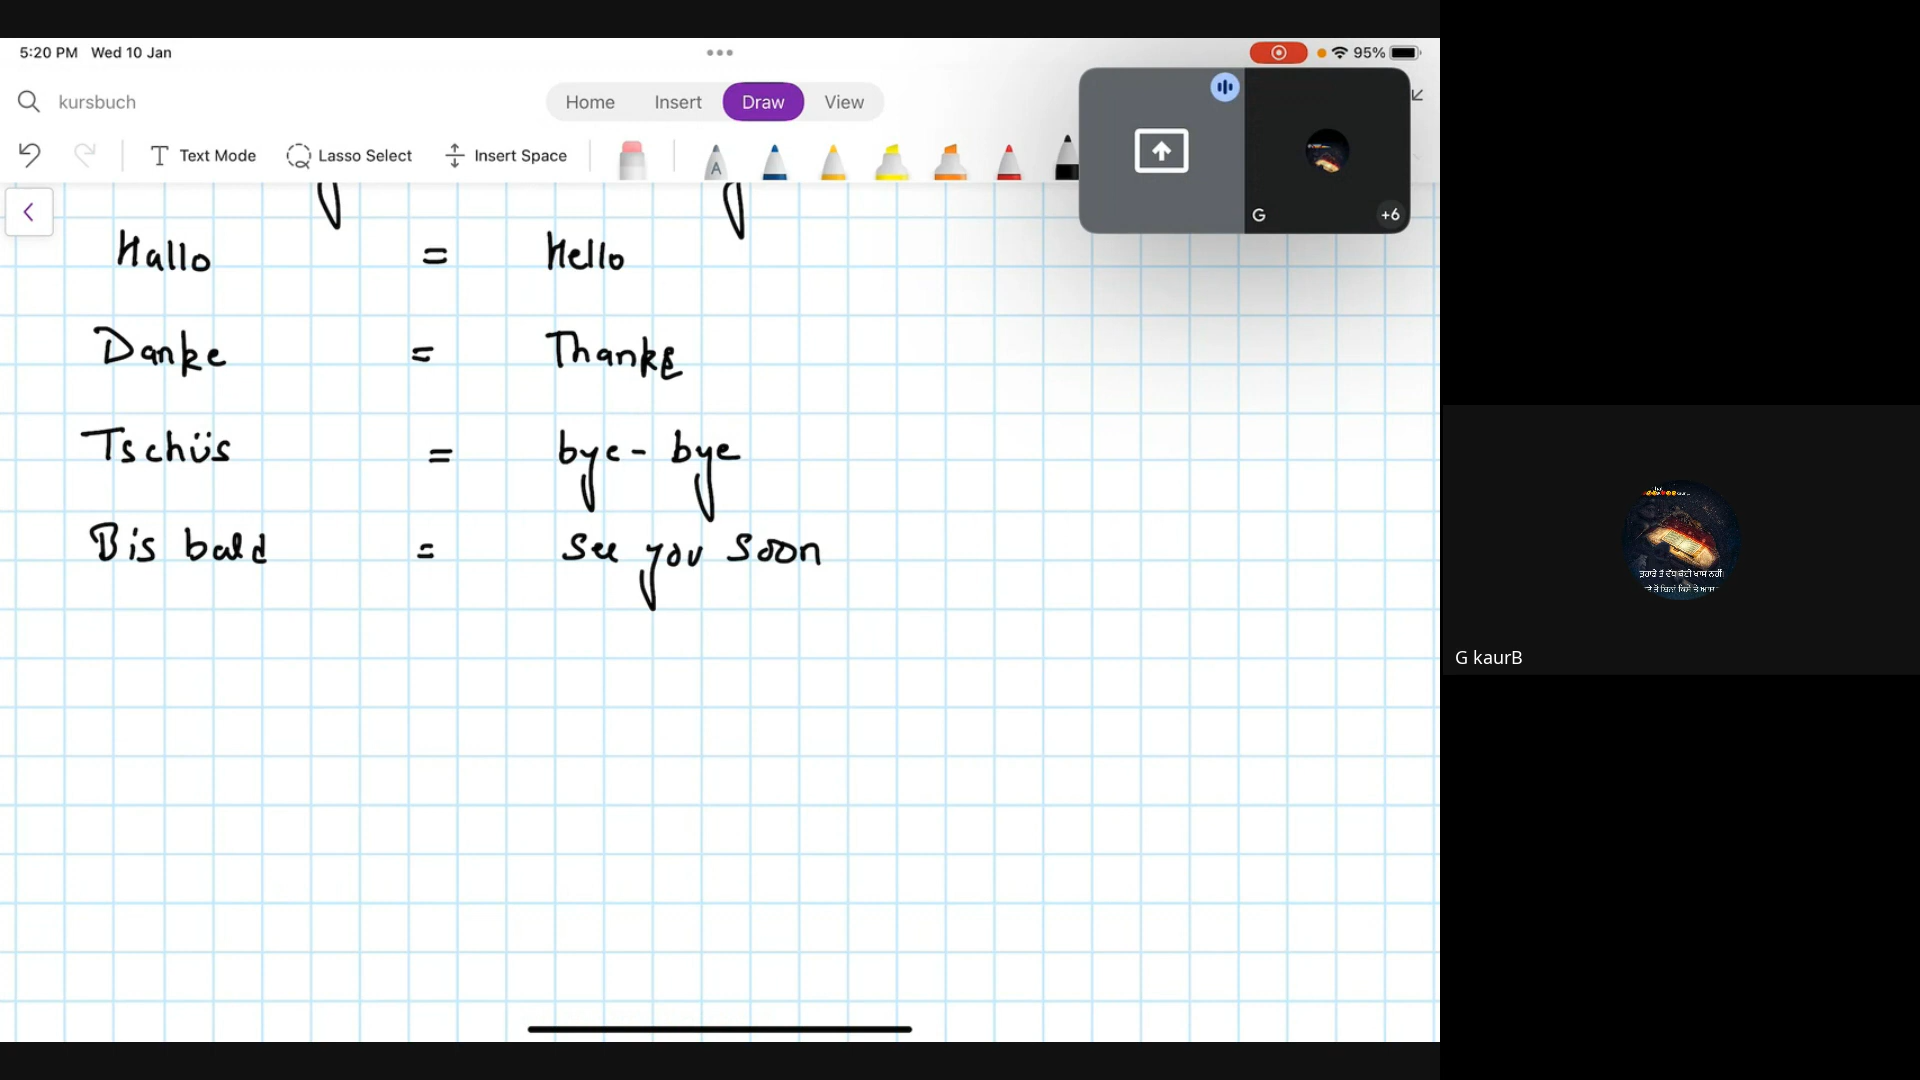 5:20 PM Wed 10 Jan
95%
kursbuch
Home Insert Draw View
Text Mode Lasso Select Insert Space
A
G +6
Hallo = Hello
Danke = Thanks
Tschüs = bye - bye
Bis bald = see you soon
G kaurB